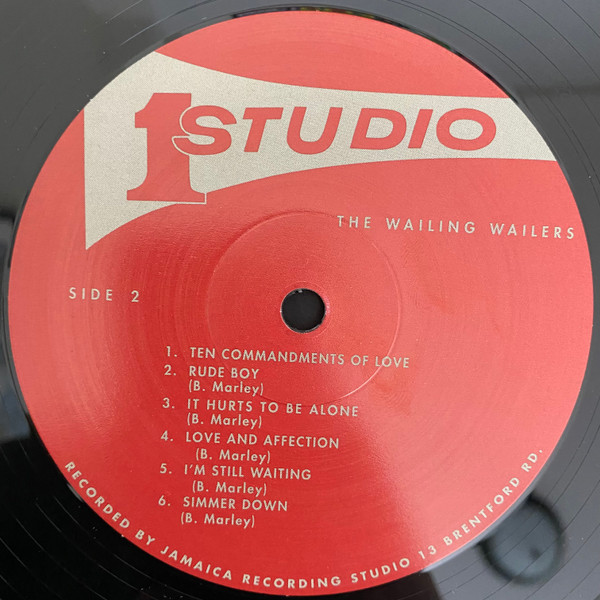 1 STUDIO
THE WAILING WAILERS
SIDE 2
1. TEN COMMANDMENTS OF LOVE
2. RUDE BOY
(B. Marley)
3. IT HURTS TO BE ALONE
(B. Marley)
4. LOVE AND AFFECTION
(B. Marley)
5. I'M STILL WAITING
(B. Marley)
6. SIMMER DOWN
(B. Marley)
RECORDED BY JAMAICA RECORDING STUDIO 13 BRENTFORD RD.